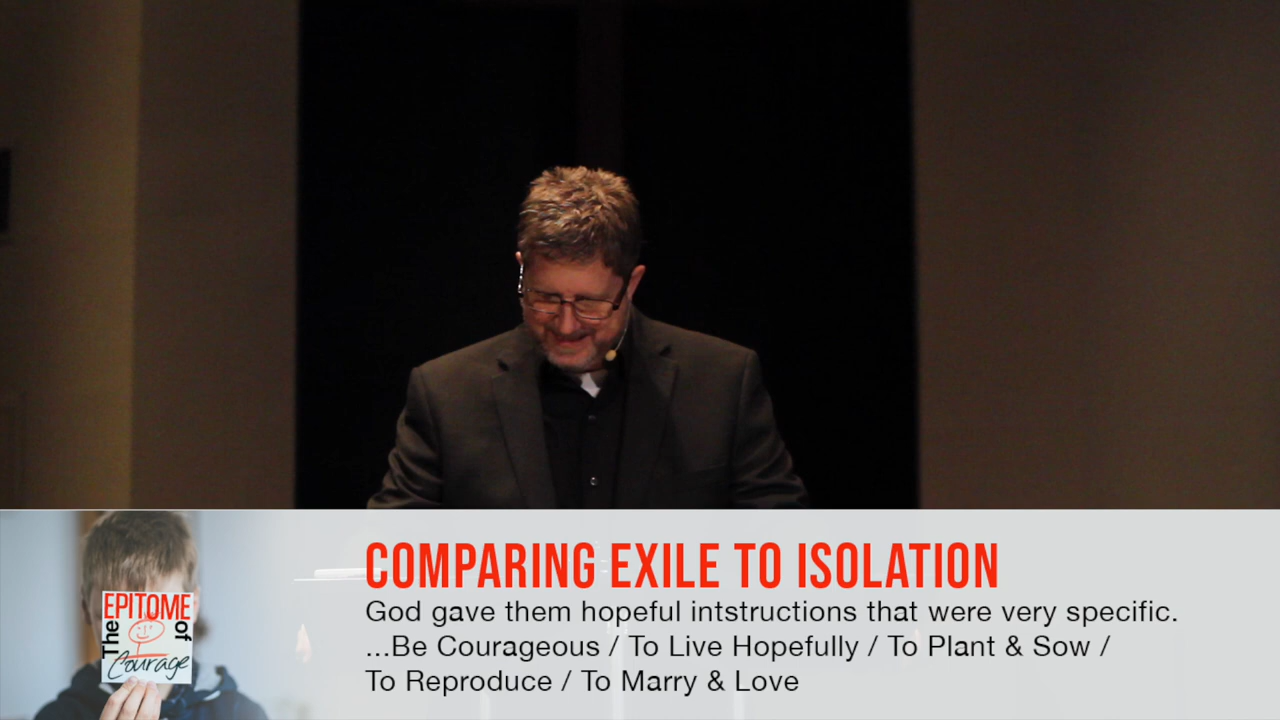 COMPARING EXILE TO ISOLATION
God gave them hopeful intstructions that were very specific.
...Be Courageous / To Live Hopefully / To Plant & Sow /
To Reproduce / To Marry & Love
The EPITOME of
Courage